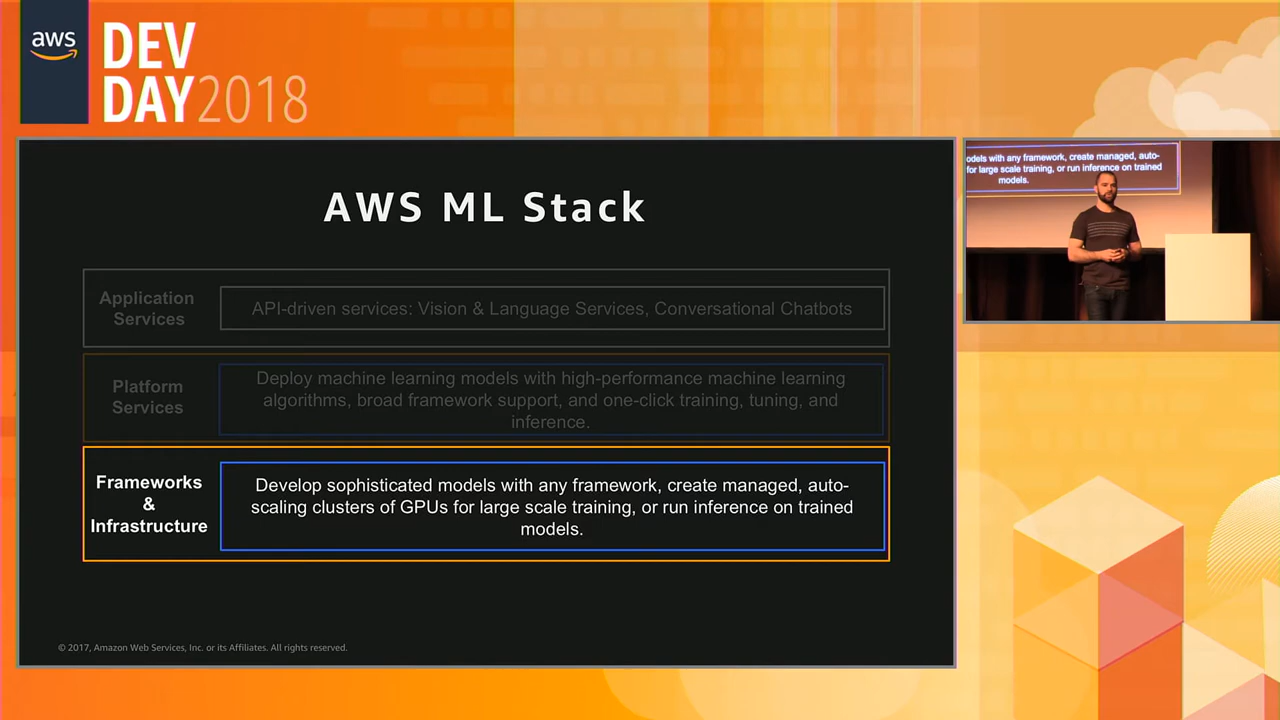 aws
DEV
DAY2018
AWS ML Stack
Application
Services
API-driven services: Vision & Language Services, Conversational Chatbots
Platform
Services
Deploy machine learning models with high-performance machine learning
algorithms, broad framework support, and one-click training, tuning, and
inference.
Frameworks
&
Infrastructure
Develop sophisticated models with any framework, create managed, auto-
scaling clusters of GPUs for large scale training, or run inference on trained
models.
© 2017, Amazon Web Services, Inc. or its Affiliates. All rights reserved.
odels with any framework, create managed, auto-
for large scale training, or run inference on trained
models.